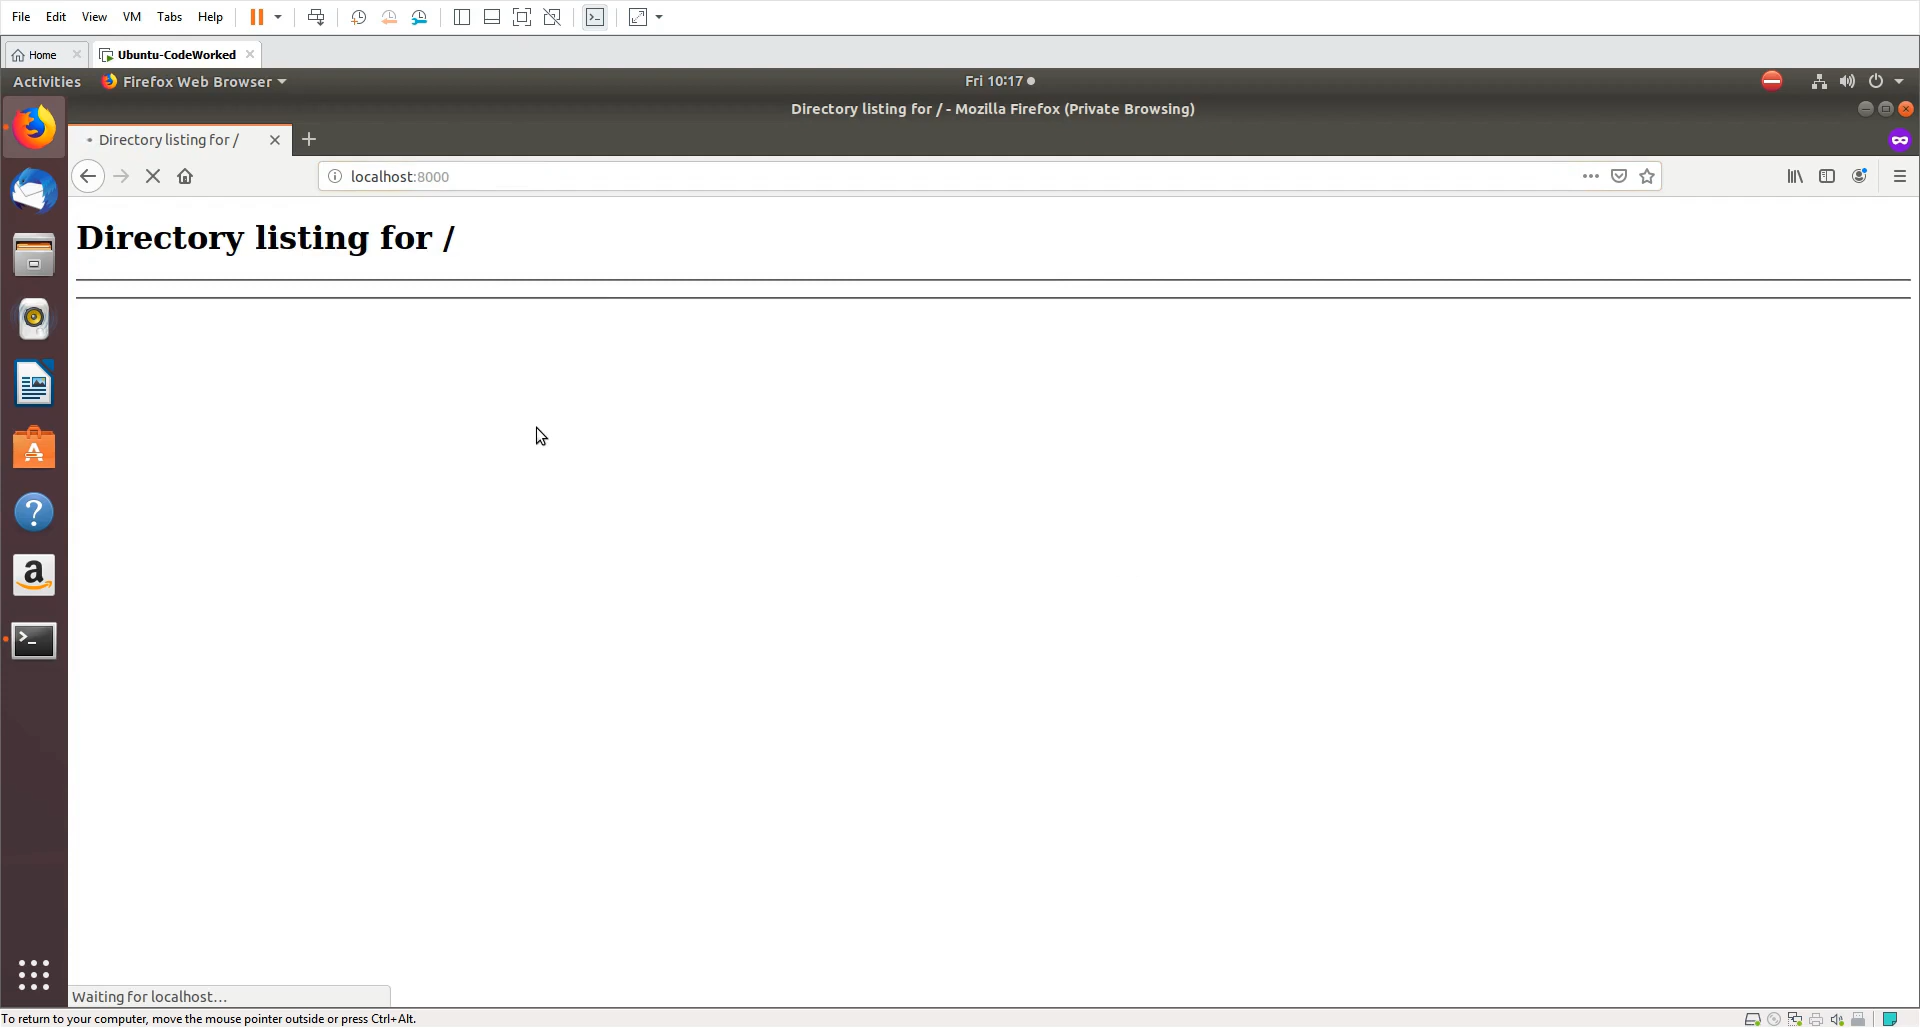 File Edit View VM Tabs Help
Home
Ubuntu-CodeWorked
Activities
Firefox Web Browser
Fri 10:17
Directory listing for / - Mozilla Firefox (Private Browsing)
Directory listing for /
localhost:8000
Directory listing for /
Waiting for localhost...
To return to your computer, move the mouse pointer outside or press Ctrl+Alt.